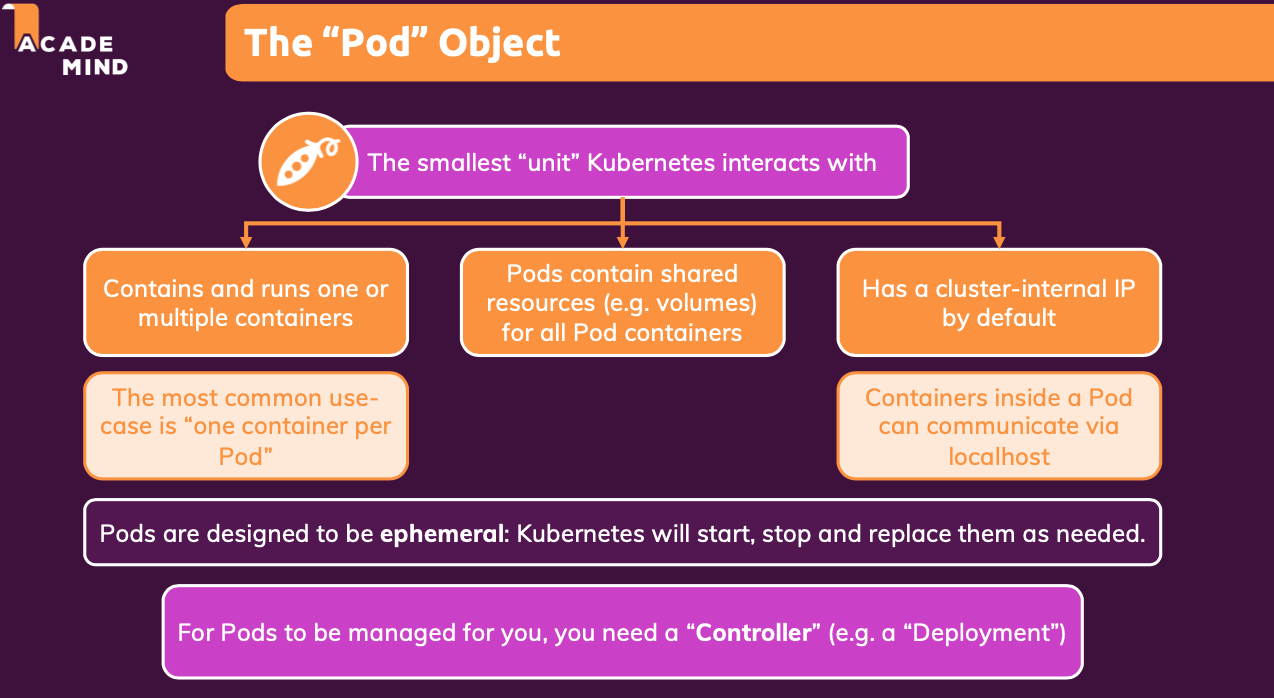 ACADE
MIND
The “Pod” Object
The smallest “unit” Kubernetes interacts with
Contains and runs one or
multiple containers
Pods contain shared
resources (e.g. volumes)
for all Pod containers
Has a cluster-internal IP
by default
The most common use-
case is “one container per
Pod”
Containers inside a Pod
can communicate via
localhost
Pods are designed to be ephemeral: Kubernetes will start, stop and replace them as needed.
For Pods to be managed for you, you need a “Controller” (e.g. a “Deployment”)